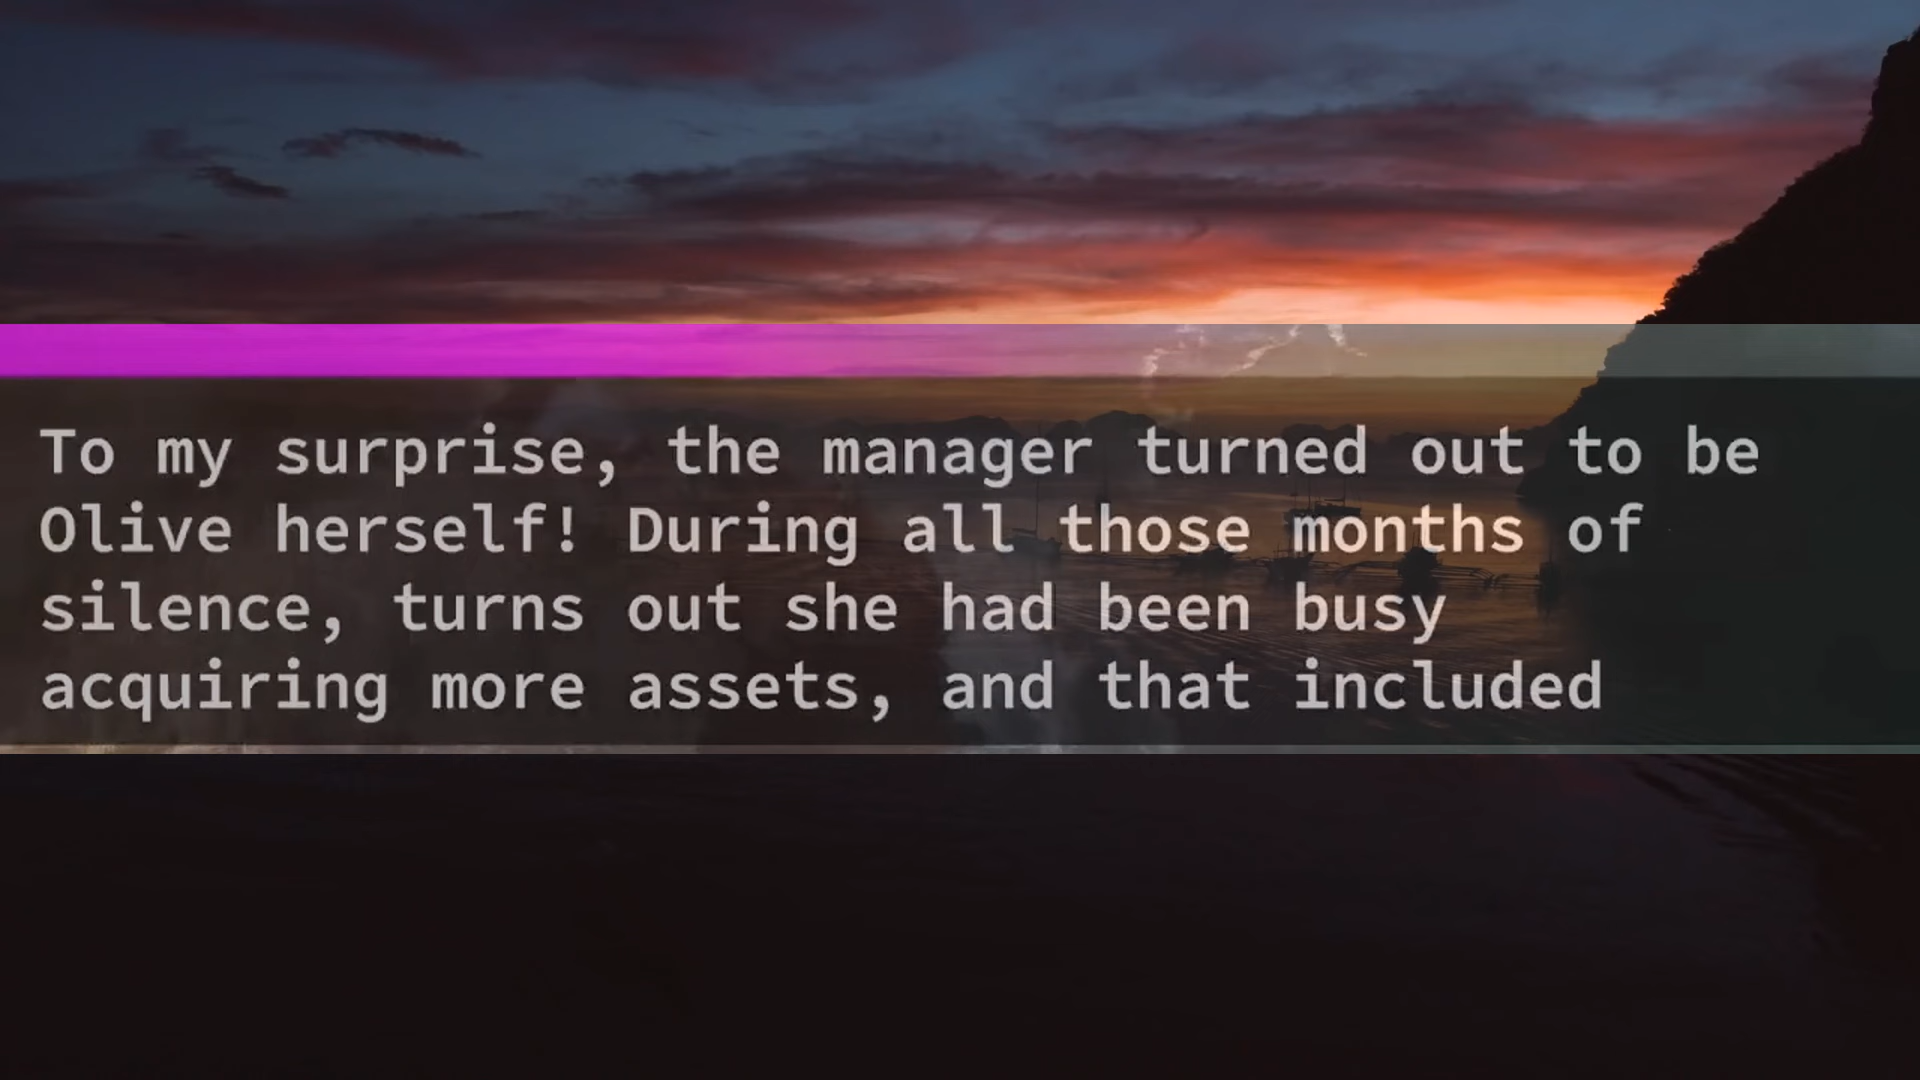 To my surprise, the manager turned out to be
Olive herself! During all those months of
silence, turns out she had been busy
acquiring more assets, and that included